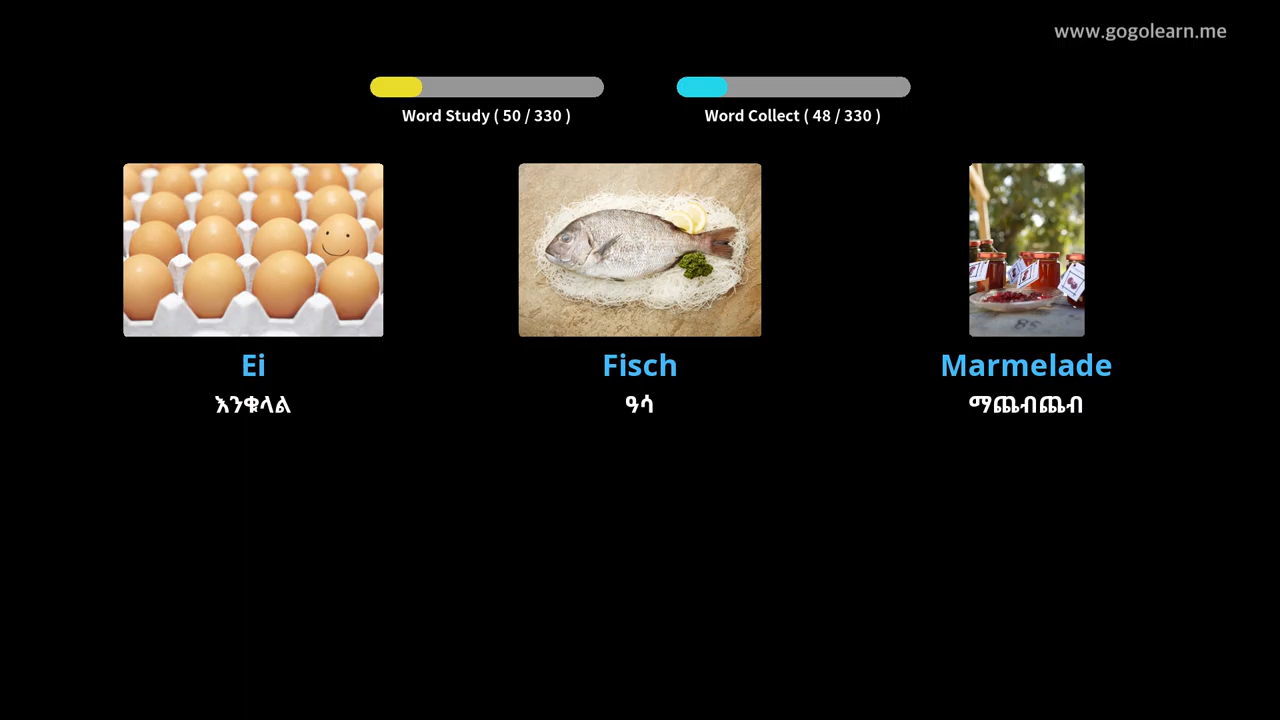 www.gogolearn.me
Word Study ( 50 / 330 )
Word Collect ( 48 / 330 )
Ei
እንቁላል
Fisch
ዓሳ
Marmelade
ማጨብጨብ